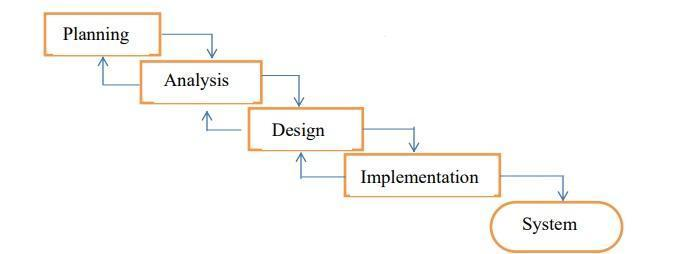 Planning
Analysis
Design
Implementation
System